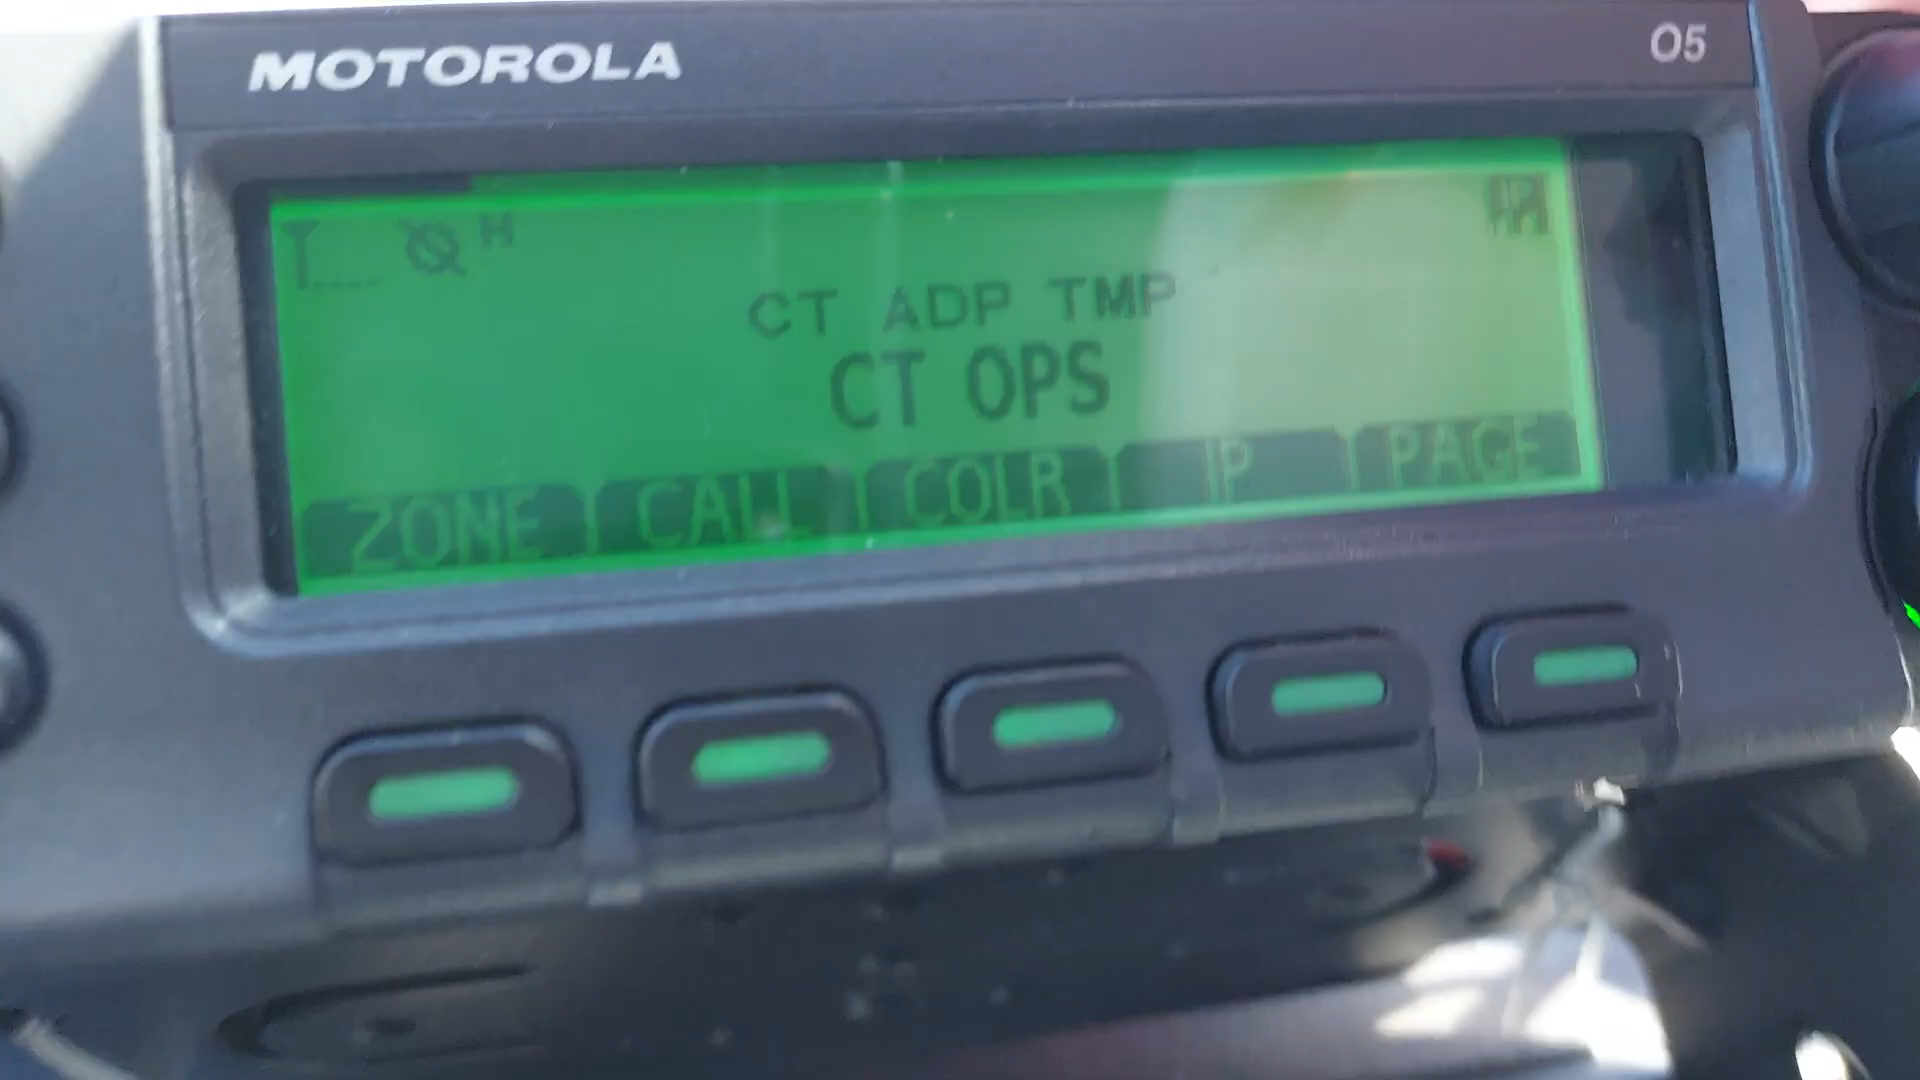 MOTOROLA O5
H
CT ADP TMP
CT OPS
ZONE CALL COLR IP PAGE